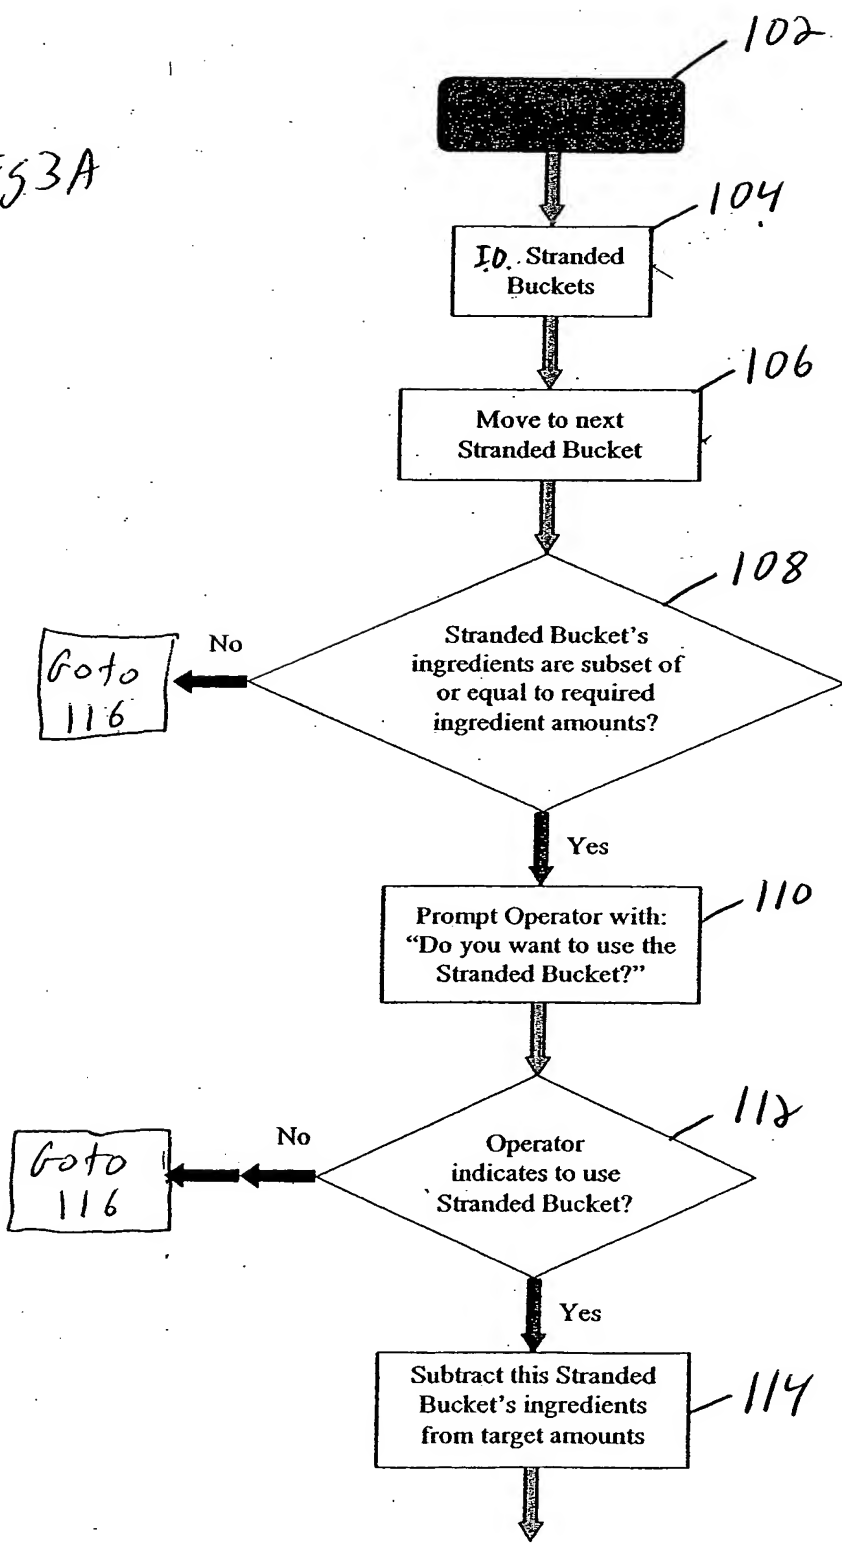 102
3A
104
I.D. Stranded
Buckets
106
Move to next
Stranded Bucket
108
Stranded Bucket's
ingredients are subset of
or equal to required
ingredient amounts?
No
Goto
116
Yes
110
Prompt Operator with:
“Do you want to use the
Stranded Bucket?”
112
Operator
indicates to use
Stranded Bucket?
No
Goto
116
Yes
114
Subtract this Stranded
Bucket's ingredients
from target amounts